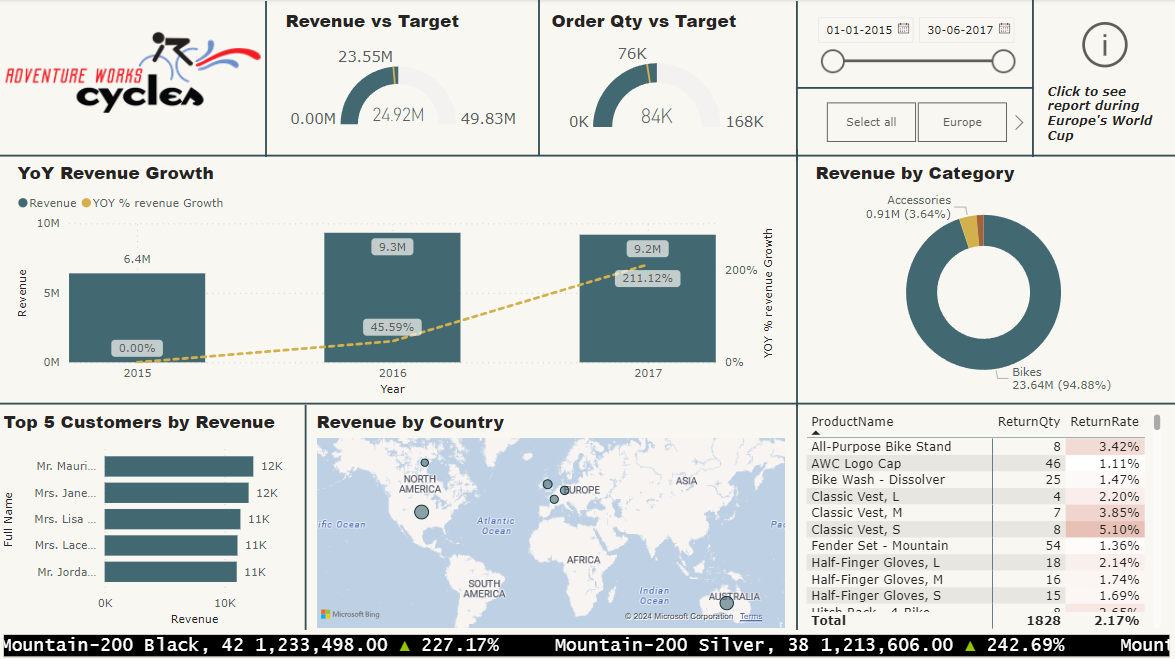 ADVENTURE WORKS
cycles
Revenue vs Target
23.55M
0.00M
24.92M
49.83M
Order Qty vs Target
76K
0K
84K
168K
01-01-2015
30-06-2017
Select all
Europe
i
Click to see
report during
Europe's World
Cup
YoY Revenue Growth
Revenue
YOY % revenue Growth
10M
5M
0M
Revenue
6.4M
9.3M
9.2M
0.00%
45.59%
211.12%
200%
0%
YOY % revenue Growth
2015
2016
2017
Year
Revenue by Category
Accessories
0.91M (3.64%)
Bikes
23.64M (94.88%)
Top 5 Customers by Revenue
Full Name
Mr. Mauri... 12K
Mrs. Jane... 12K
Mrs. Lisa ... 11K
Mrs. Lace... 11K
Mr. Jorda... 11K
0K
10K
Revenue
Revenue by Country
NORTH
AMERICA
EUROPE
ASIA
ific Ocean
Atlantic
Ocean
Pac
AFRICA
SOUTH
AMERICA
Indian
Ocean
AUSTRALIA
Microsoft Bing
© 2024 Microsoft Corporation Terms
ProductName ReturnQty ReturnRate
All-Purpose Bike Stand 8 3.42%
AWC Logo Cap 46 1.11%
Bike Wash - Dissolver 25 1.47%
Classic Vest, L 4 2.20%
Classic Vest, M 7 3.85%
Classic Vest, S 8 5.10%
Fender Set - Mountain 54 1.36%
Half-Finger Gloves, L 18 2.14%
Half-Finger Gloves, M 16 1.74%
Half-Finger Gloves, S 15 1.69%
Hitch Rack - 4-Bike 8 2.65%
Total 1828 2.17%
Mountain-200 Black, 42 1,233,498.00 ▲ 227.17% Mountain-200 Silver, 38 1,213,606.00 ▲ 242.69% Moun